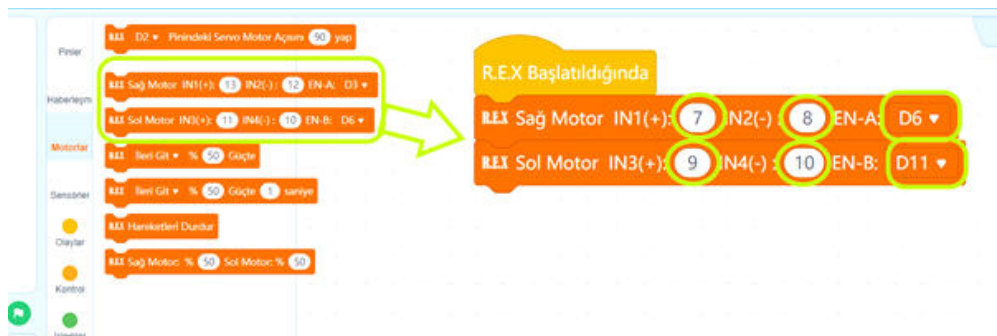 Pinler
Haberleşm
Motorlar
Sensörler
Olaylar
Kontrol
R.E.X D2 Pinindeki Servo Motor Açısını 90 yap
R.E.X Sağ Motor IN1(+): 13 IN2(-) : 12 EN-A: D3
R.E.X Sol Motor IN3(+): 11 IN4(-) : 10 EN-B: D6
R.E.X İleri Git % 50 Güçte
R.E.X İleri Git % 50 Güçte 1 saniye
R.E.X Hareketleri Durdur
R.E.X Sağ Motor: % 50 Sol Motor: % 50
R.E.X Başlatıldığında
R.E.X Sağ Motor IN1(+): 7 IN2(-) : 8 EN-A: D6
R.E.X Sol Motor IN3(+): 9 IN4(-) : 10 EN-B: D11